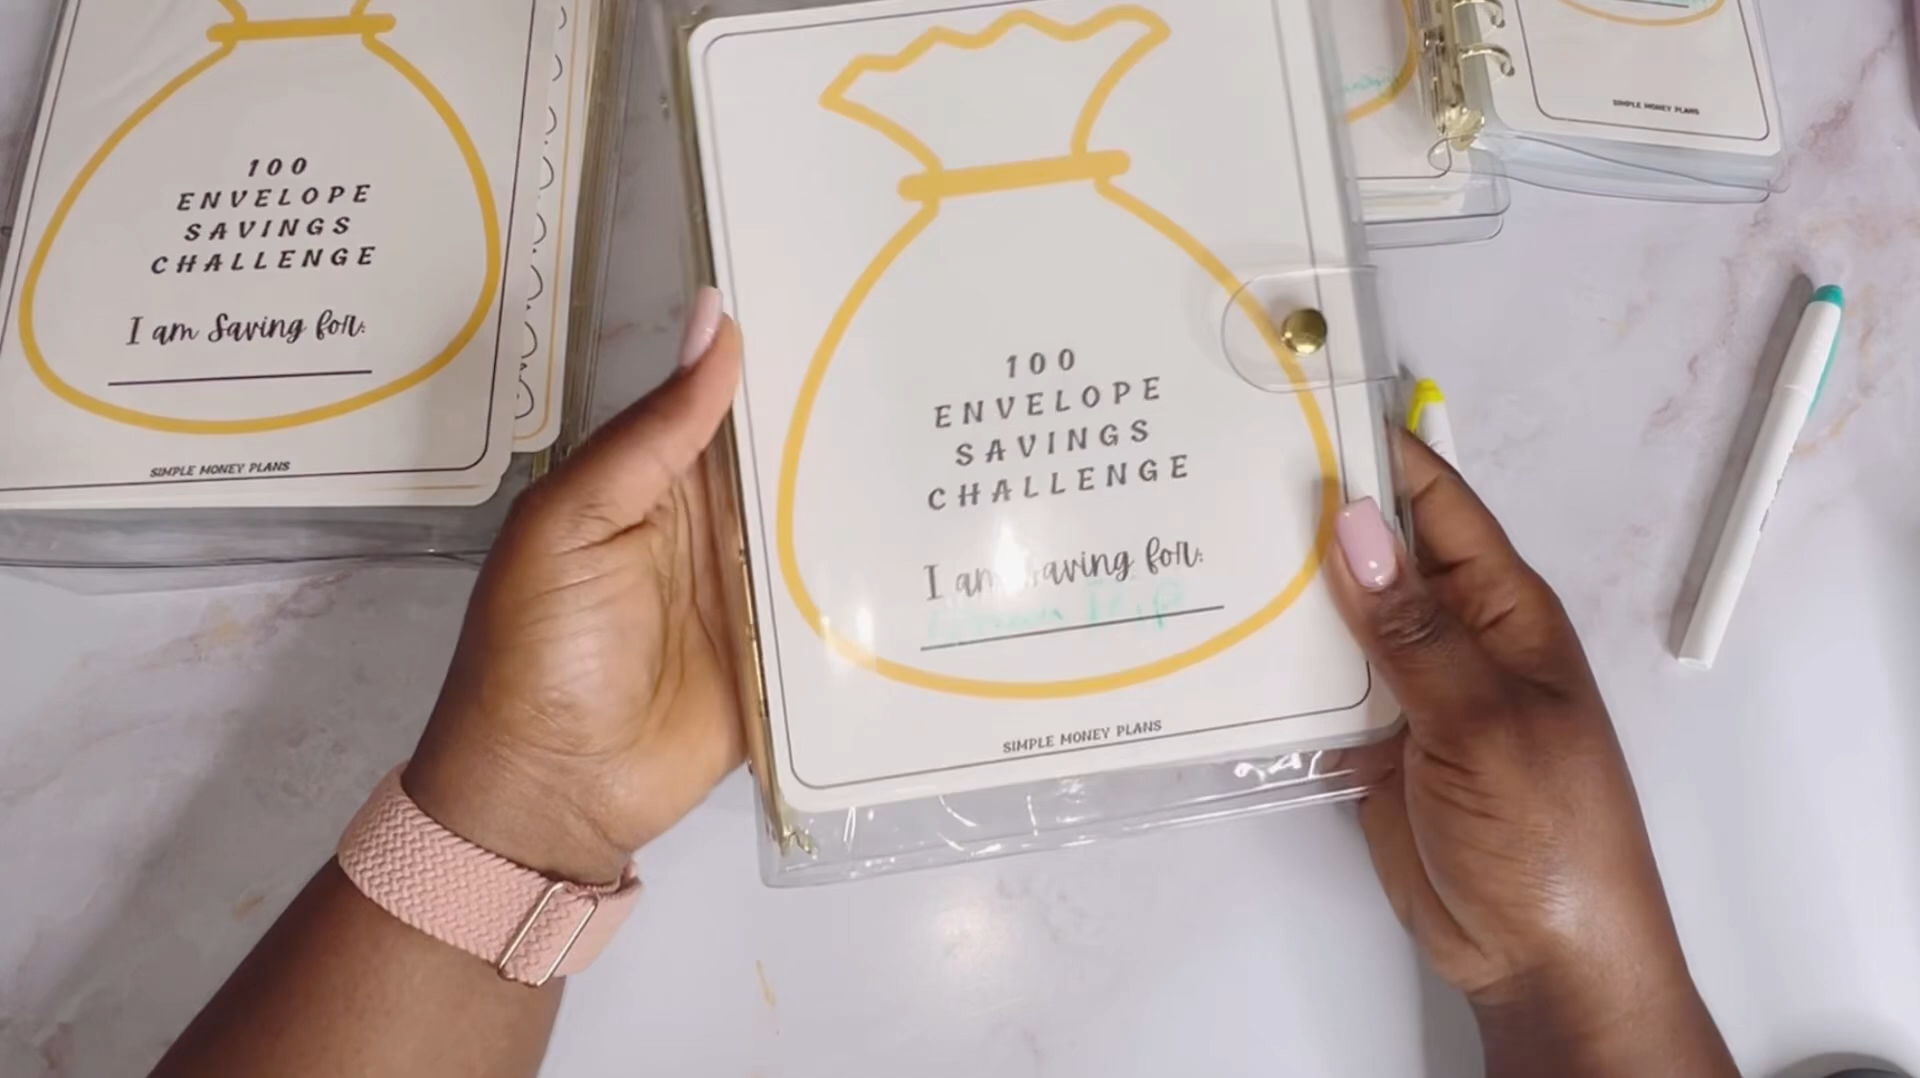 100
ENVELOPE
SAVINGS
CHALLENGE
I am Saving for:
SIMPLE MONEY PLANS
100
ENVELOPE
SAVINGS
CHALLENGE
I am Saving for:
Trip
SIMPLE MONEY PLANS
SIMPLE MONEY PLANS